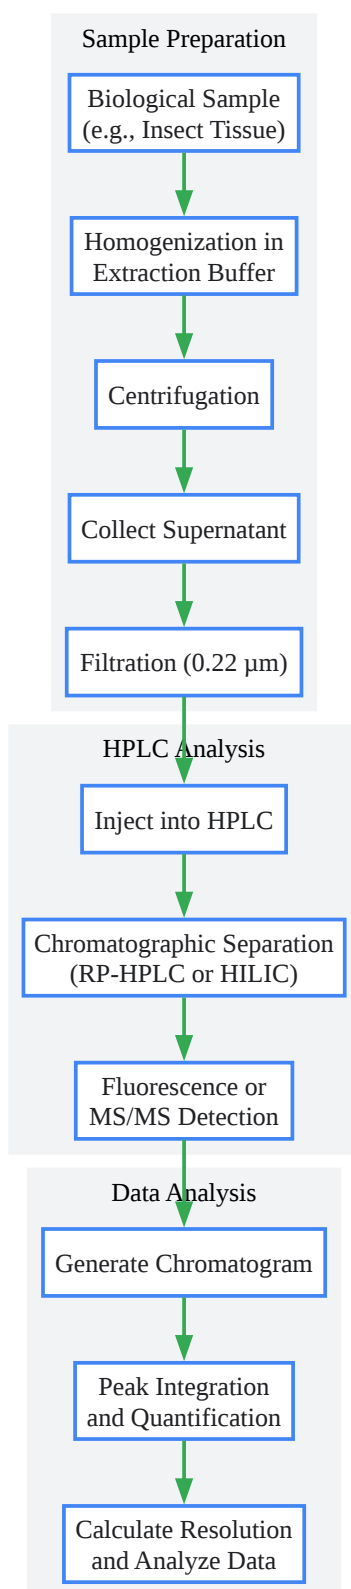 Sample Preparation
Biological Sample
(e.g., Insect Tissue)
Homogenization in
Extraction Buffer
Centrifugation
Collect Supernatant
Filtration (0.22 µm)
HPLC Analysis
Inject into HPLC
Chromatographic Separation
(RP-HPLC or HILIC)
Fluorescence or
MS/MS Detection
Data Analysis
Generate Chromatogram
Peak Integration
and Quantification
Calculate Resolution
and Analyze Data